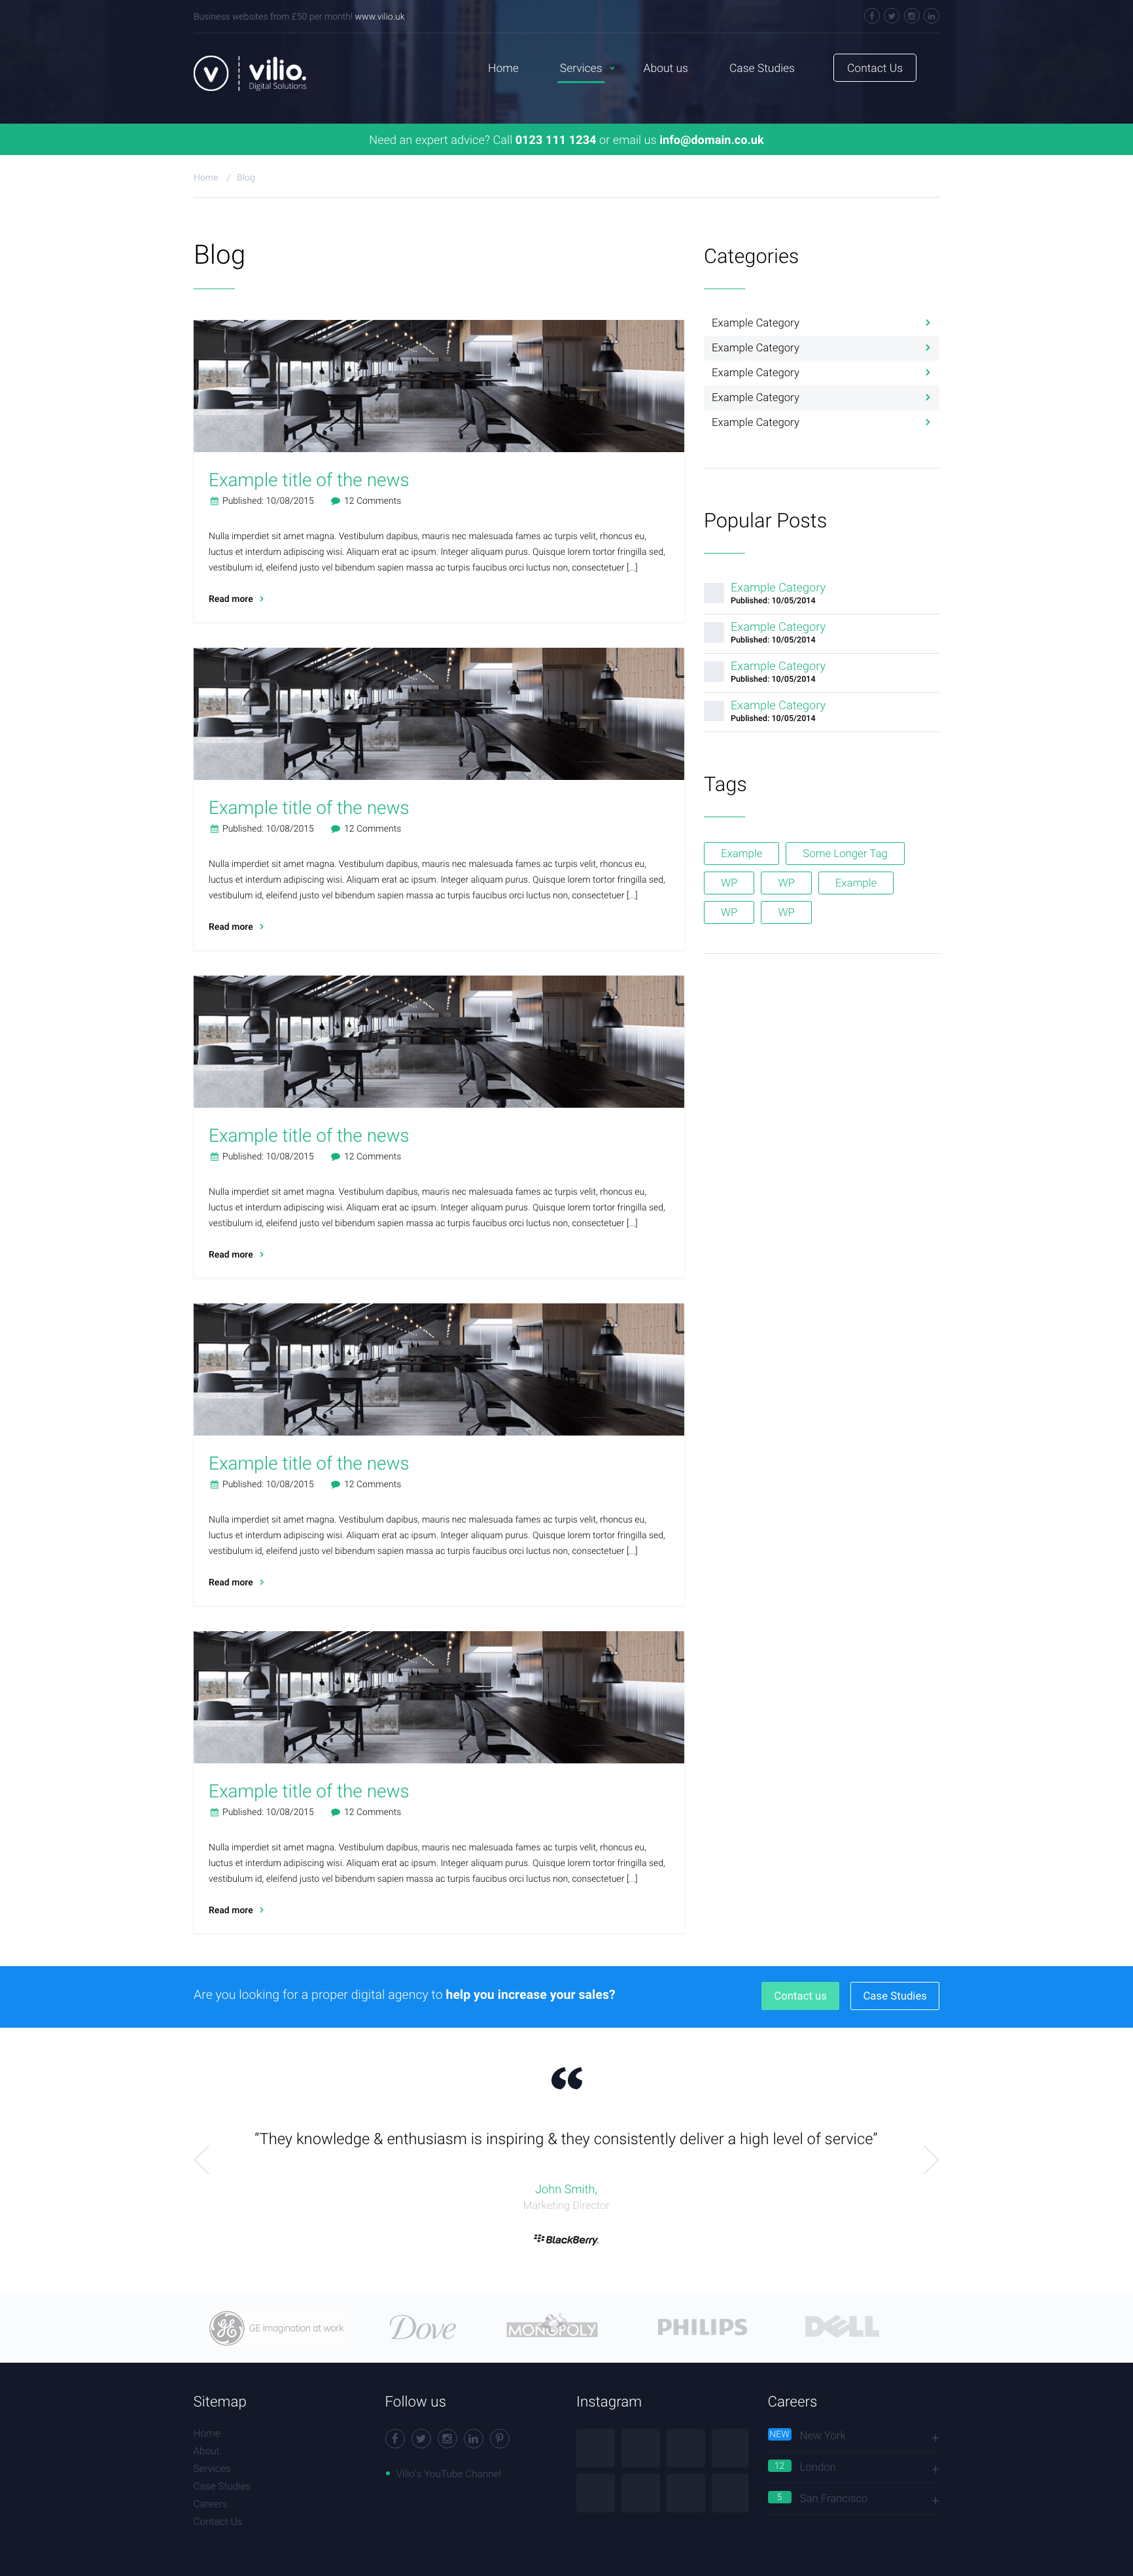 Business websites from £50 per month! www.vilio.uk
V
vilio.
Digital Solutions
Home
Services
About us
Case Studies
Contact Us
Need an expert advice? Call 0123 111 1234 or email us info@domain.co.uk
Home / Blog
Blog
Example title of the news
Published: 10/08/2015 12 Comments
Nulla imperdiet sit amet magna. Vestibulum dapibus, mauris nec malesuada fames ac turpis velit, rhoncus eu,
luctus et interdum adipiscing wisi. Aliquam erat ac ipsum. Integer aliquam purus. Quisque lorem tortor fringilla sed,
vestibulum id, eleifend justo vel bibendum sapien massa ac turpis faucibus orci luctus non, consectetuer [...]
Read more
Example title of the news
Published: 10/08/2015 12 Comments
Nulla imperdiet sit amet magna. Vestibulum dapibus, mauris nec malesuada fames ac turpis velit, rhoncus eu,
luctus et interdum adipiscing wisi. Aliquam erat ac ipsum. Integer aliquam purus. Quisque lorem tortor fringilla sed,
vestibulum id, eleifend justo vel bibendum sapien massa ac turpis faucibus orci luctus non, consectetuer [...]
Read more
Example title of the news
Published: 10/08/2015 12 Comments
Nulla imperdiet sit amet magna. Vestibulum dapibus, mauris nec malesuada fames ac turpis velit, rhoncus eu,
luctus et interdum adipiscing wisi. Aliquam erat ac ipsum. Integer aliquam purus. Quisque lorem tortor fringilla sed,
vestibulum id, eleifend justo vel bibendum sapien massa ac turpis faucibus orci luctus non, consectetuer [...]
Read more
Example title of the news
Published: 10/08/2015 12 Comments
Nulla imperdiet sit amet magna. Vestibulum dapibus, mauris nec malesuada fames ac turpis velit, rhoncus eu,
luctus et interdum adipiscing wisi. Aliquam erat ac ipsum. Integer aliquam purus. Quisque lorem tortor fringilla sed,
vestibulum id, eleifend justo vel bibendum sapien massa ac turpis faucibus orci luctus non, consectetuer [...]
Read more
Example title of the news
Published: 10/08/2015 12 Comments
Nulla imperdiet sit amet magna. Vestibulum dapibus, mauris nec malesuada fames ac turpis velit, rhoncus eu,
luctus et interdum adipiscing wisi. Aliquam erat ac ipsum. Integer aliquam purus. Quisque lorem tortor fringilla sed,
vestibulum id, eleifend justo vel bibendum sapien massa ac turpis faucibus orci luctus non, consectetuer [...]
Read more
Categories
Example Category
Example Category
Example Category
Example Category
Example Category
Popular Posts
Example Category
Published: 10/05/2014
Example Category
Published: 10/05/2014
Example Category
Published: 10/05/2014
Example Category
Published: 10/05/2014
Tags
Example Some Longer Tag
WP WP Example
WP WP
Are you looking for a proper digital agency to help you increase your sales?
Contact us
Case Studies
“They knowledge & enthusiasm is inspiring & they consistently deliver a high level of service”
John Smith,
Marketing Director
BlackBerry
GE imagination at work
Dove
MONOPOLY
PHILIPS
DELL
Sitemap
Home
About
Services
Case Studies
Careers
Contact Us
Follow us
Vilio's YouTube Channel
Instagram
Careers
NEW New York +
12 London +
5 San Francisco +